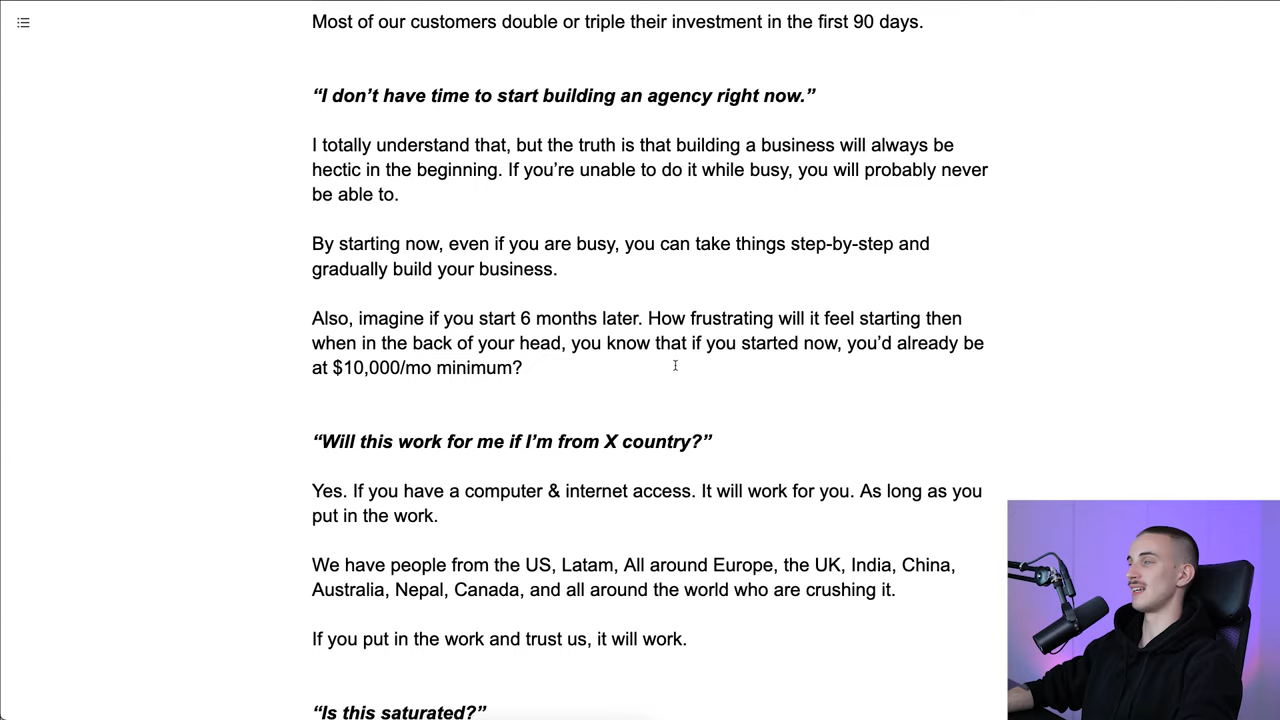 Most of our customers double or triple their investment in the first 90 days.
“I don’t have time to start building an agency right now.”
I totally understand that, but the truth is that building a business will always be
hectic in the beginning. If you’re unable to do it while busy, you will probably never
be able to.
By starting now, even if you are busy, you can take things step-by-step and
gradually build your business.
Also, imagine if you start 6 months later. How frustrating will it feel starting then
when in the back of your head, you know that if you started now, you’d already be
at $10,000/mo minimum?
“Will this work for me if I’m from X country?”
Yes. If you have a computer & internet access. It will work for you. As long as you
put in the work.
We have people from the US, Latam, All around Europe, the UK, India, China,
Australia, Nepal, Canada, and all around the world who are crushing it.
If you put in the work and trust us, it will work.
“Is this saturated?”